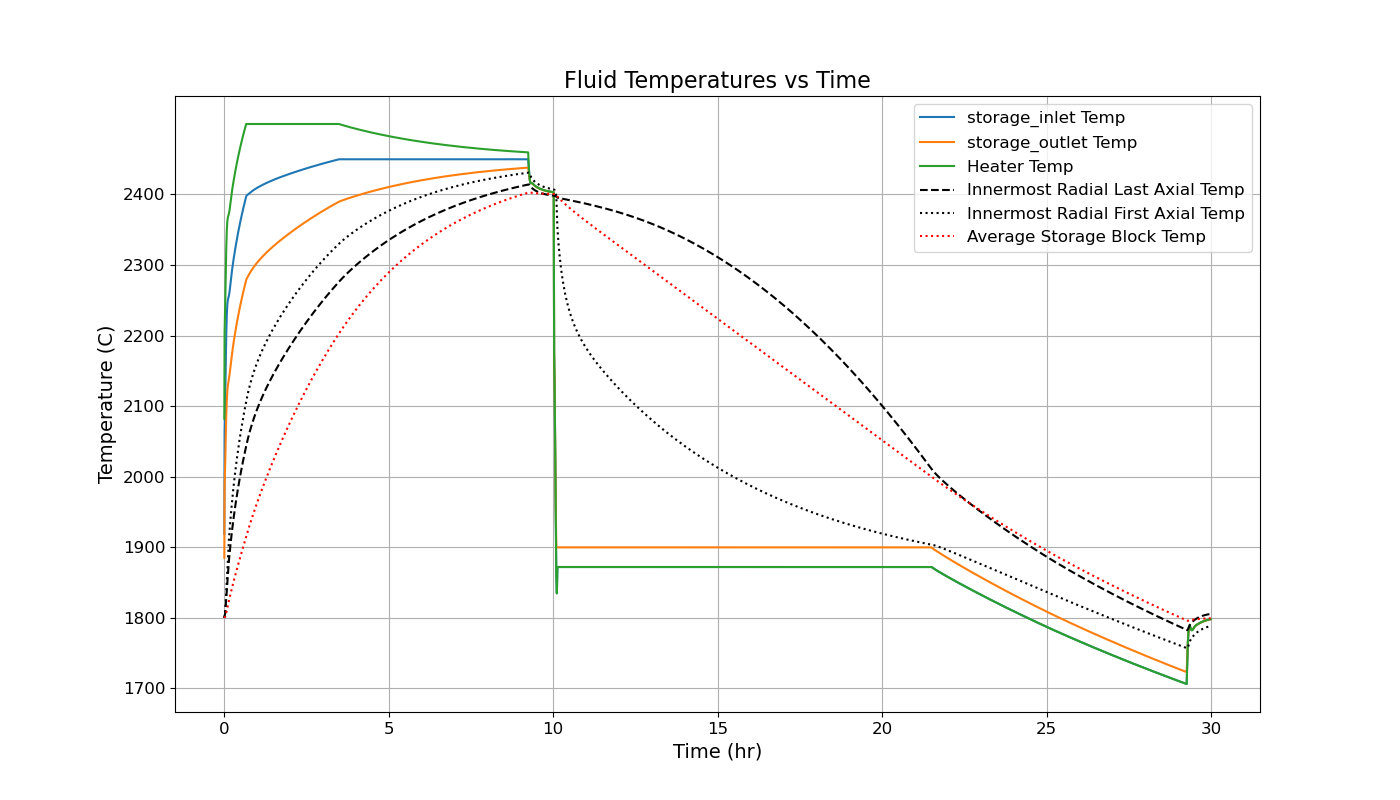 Fluid Temperatures vs Time
storage_inlet Temp
storage_outlet Temp
Heater Temp
Innermost Radial Last Axial Temp
Innermost Radial First Axial Temp
Average Storage Block Temp
Temperature (C)
2400
2300
2200
2100
2000
1900
1800
1700
0 5 10 15 20 25 30
Time (hr)